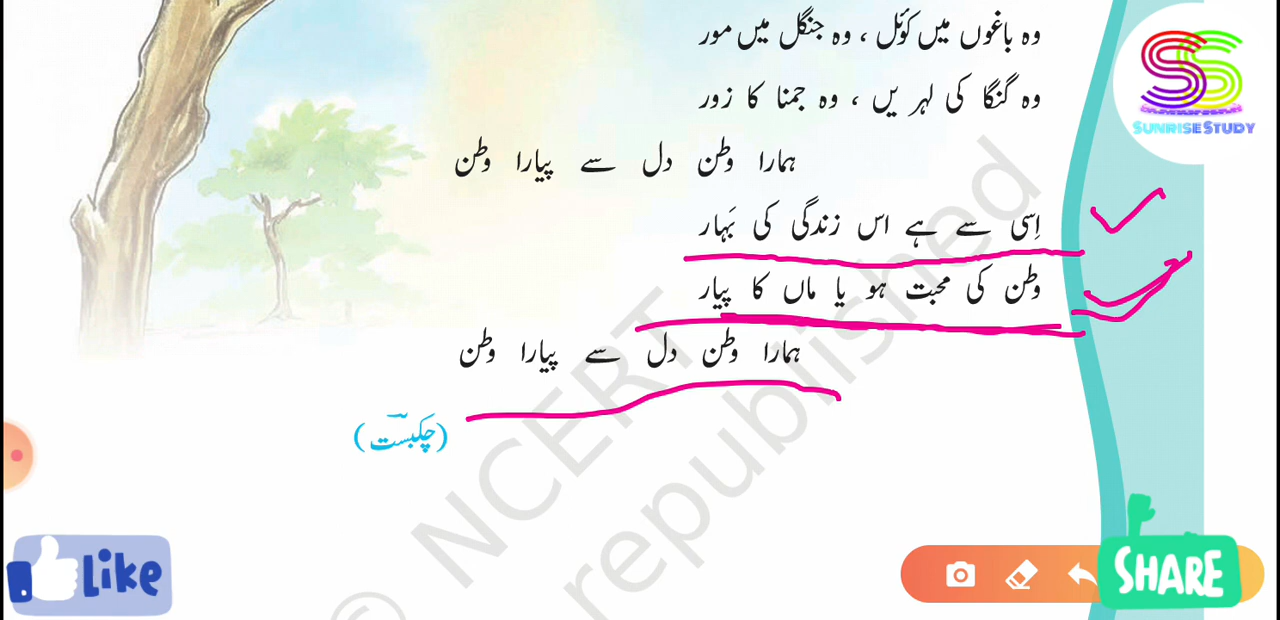 وہ باغوں میں کوئل ، وہ جنگل میں مور
وہ گنگا کی لہریں ، وہ جمنا کا زور
ہمارا وطن دل سے پیارا وطن
اِسی سے ہے اس زندگی کی بَہار
وطن کی محبت ہو یا ماں کا پیار
ہمارا وطن دل سے پیارا وطن
(چکبست)
SS
SUNRISESTUDY
© NCERT
republished
Like
SHARE